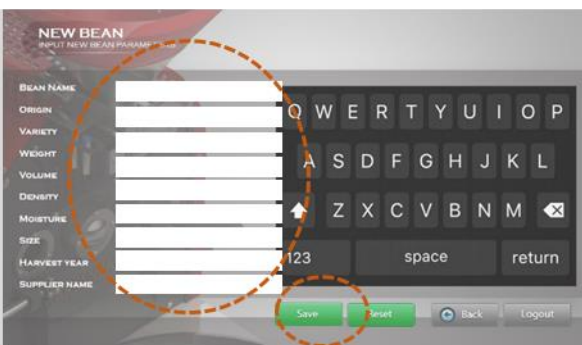 NEW BEAN
INPUT NEW BEAN PARAMETERS
BEAN NAME
ORIGIN
VARIETY
WEIGHT
VOLUME
DENSITY
MOISTURE
SIZE
HARVEST YEAR
SUPPLIER NAME
Q W E R T Y U I O P
A S D F G H J K L
Z X C V B N M
123 space return
Save Reset Back Logout